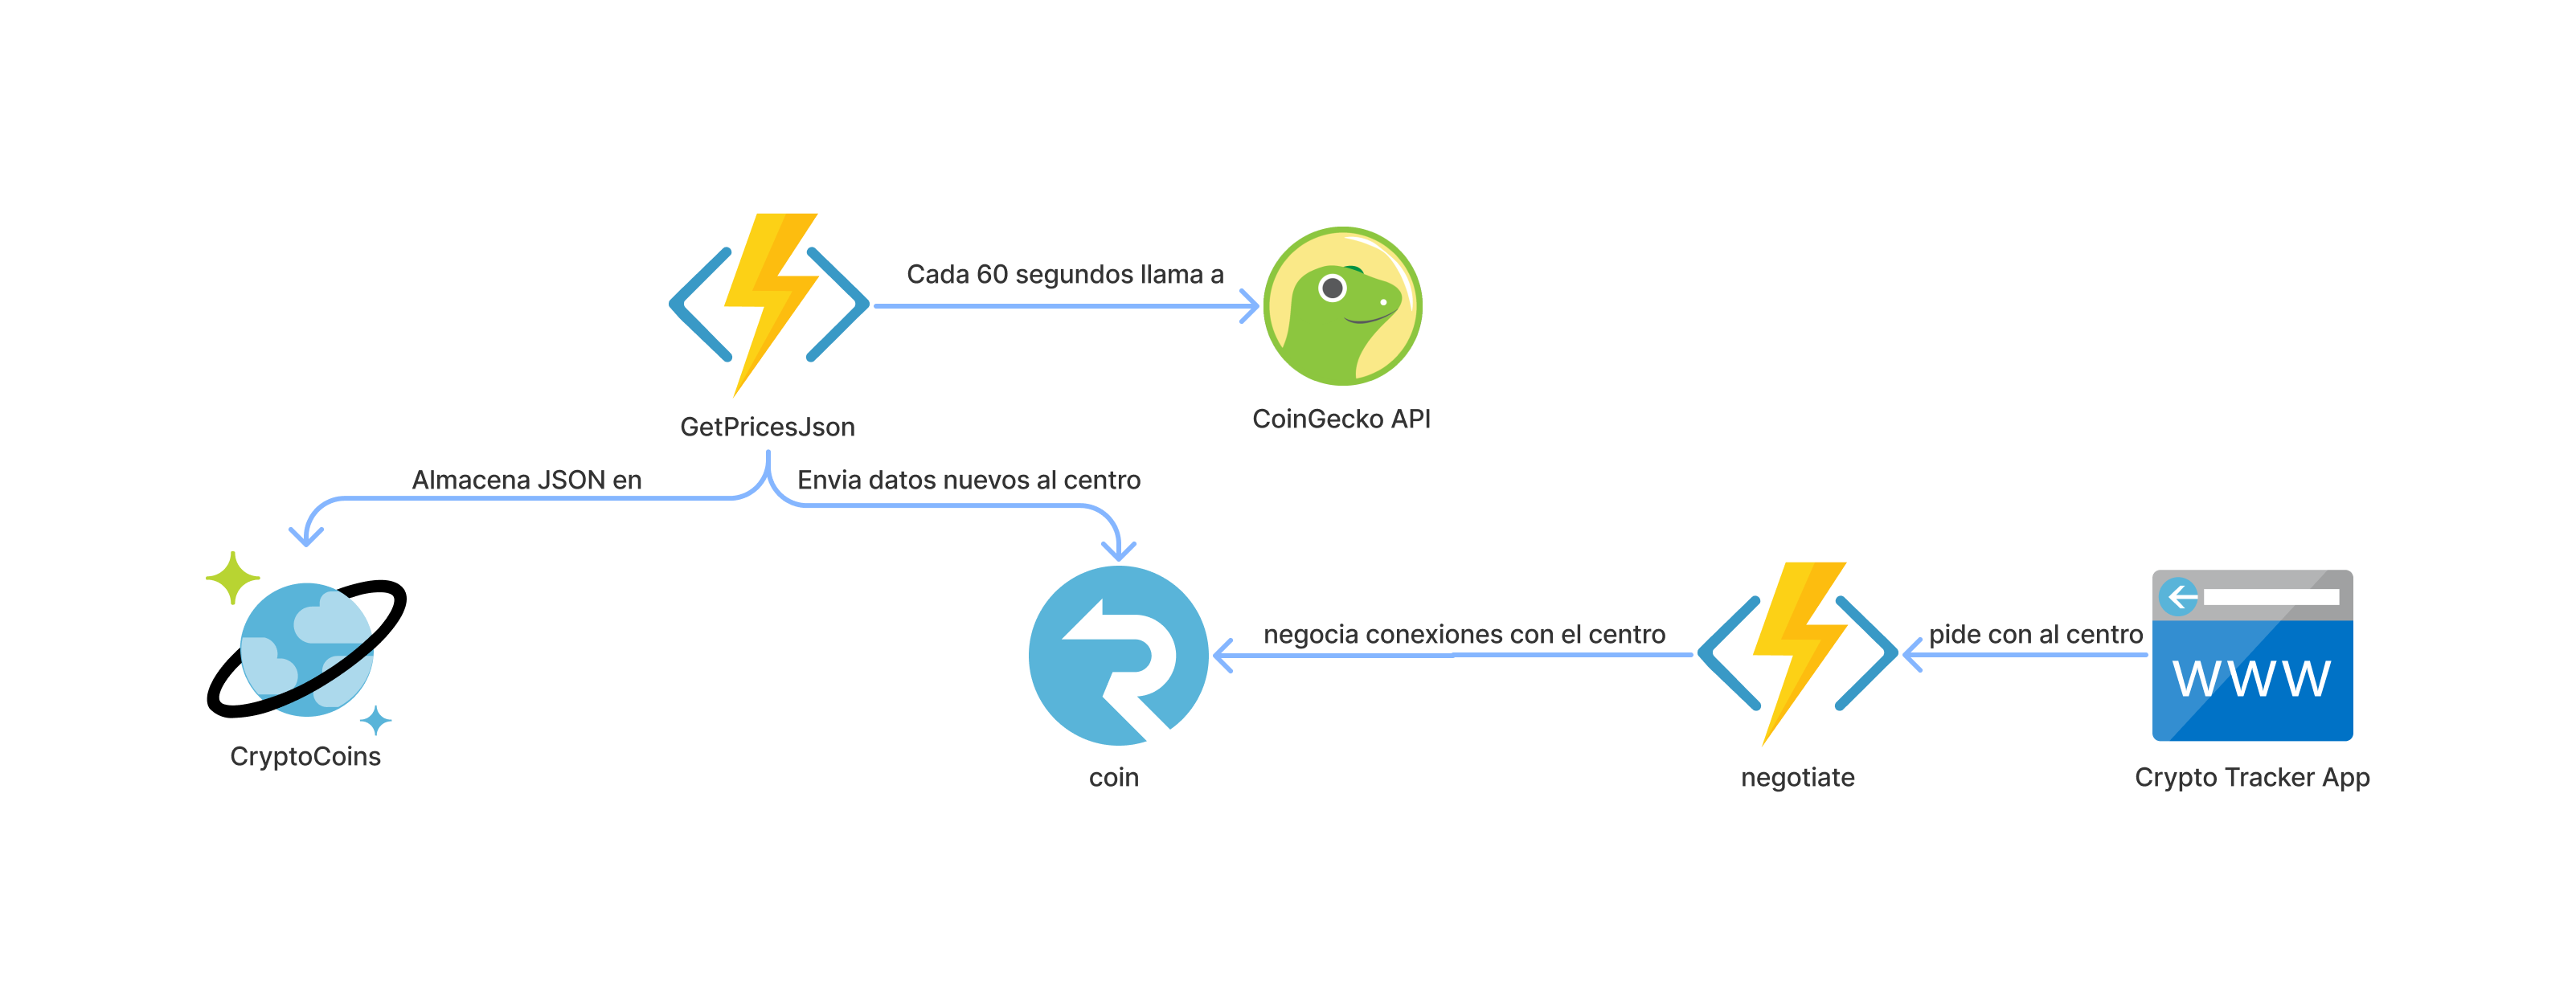 Cada 60 segundos llama a
CoinGecko API
GetPricesJson
Almacena JSON en
Envia datos nuevos al centro
negocia conexiones con el centro
pide con al centro
WWW
CryptoCoins
coin
negotiate
Crypto Tracker App